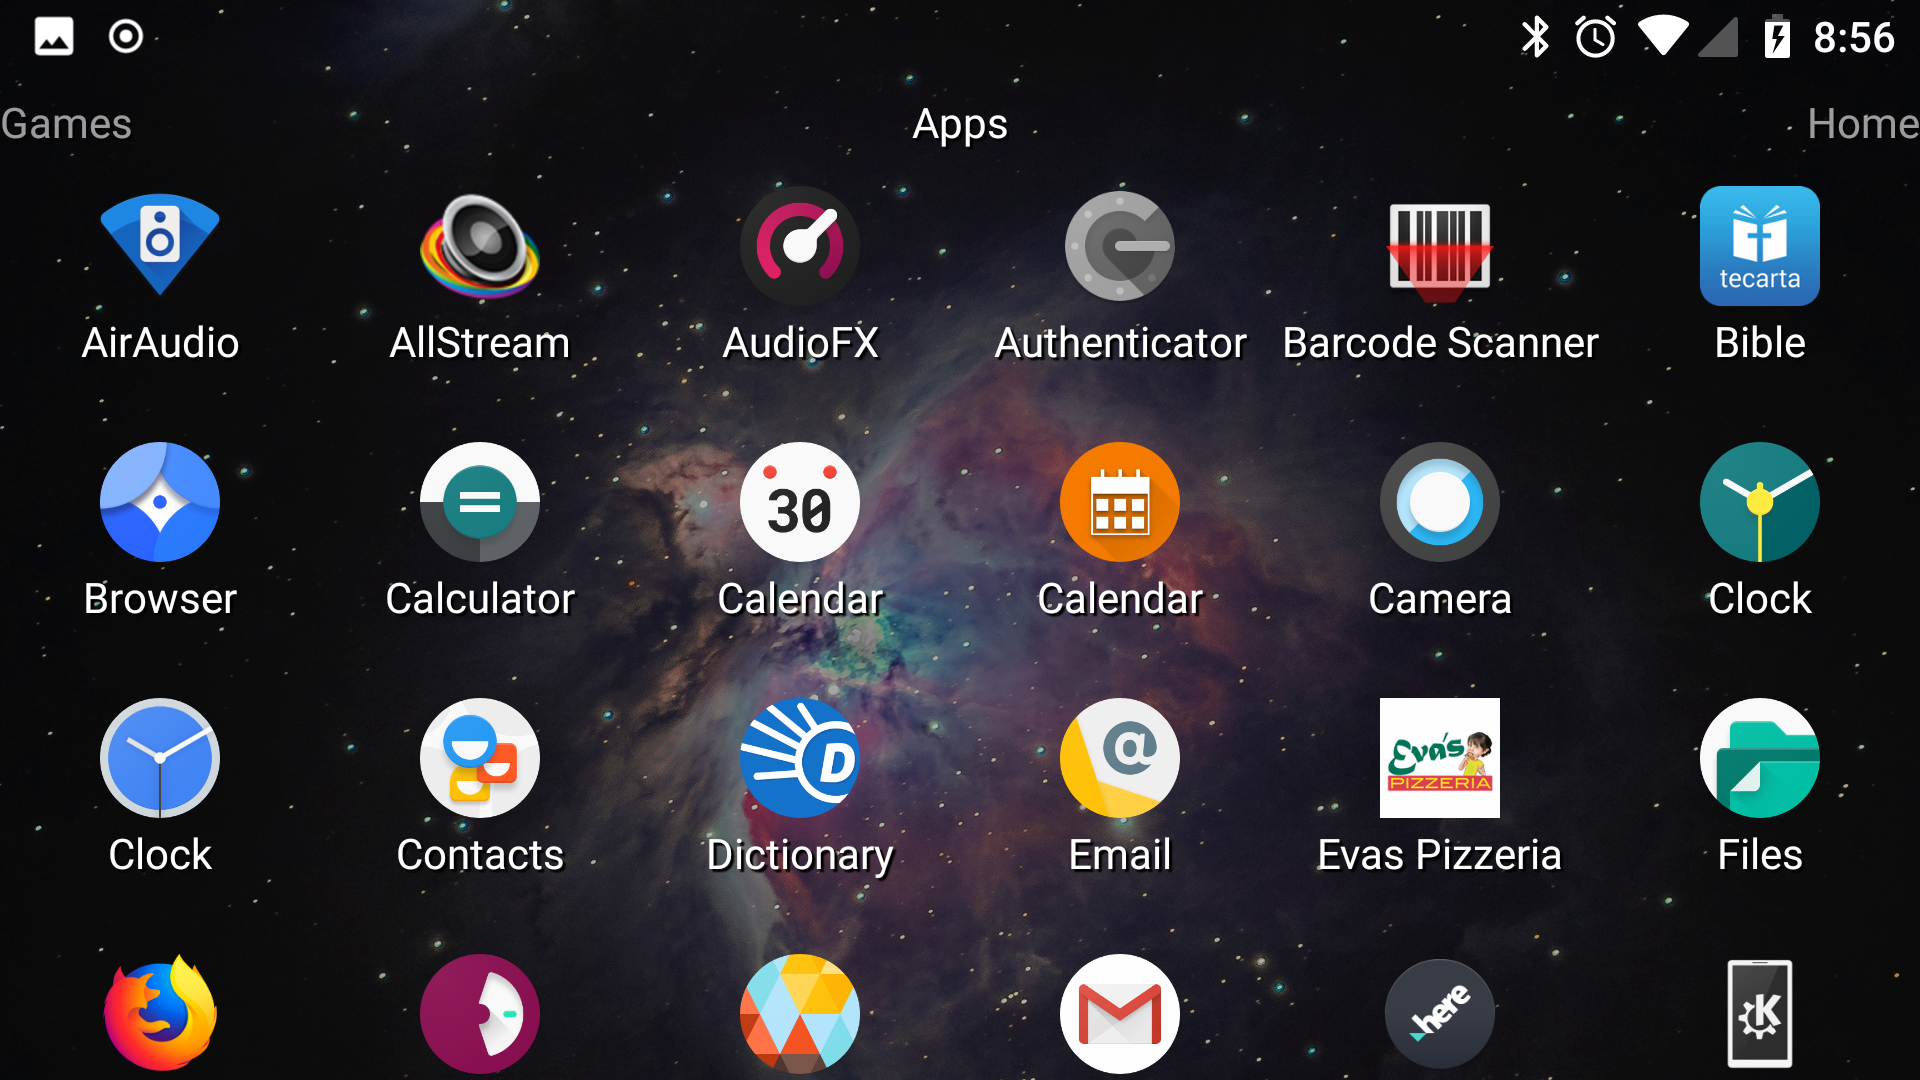 8:56
Games
Apps
Home
tecarta
AirAudio
AllStream
AudioFX
Authenticator
Barcode Scanner
Bible
30
Browser
Calculator
Calendar
Calendar
Camera
Clock
D
@
Eva's
PIZZERIA
Clock
Contacts
Dictionary
Email
Evas Pizzeria
Files
here
K